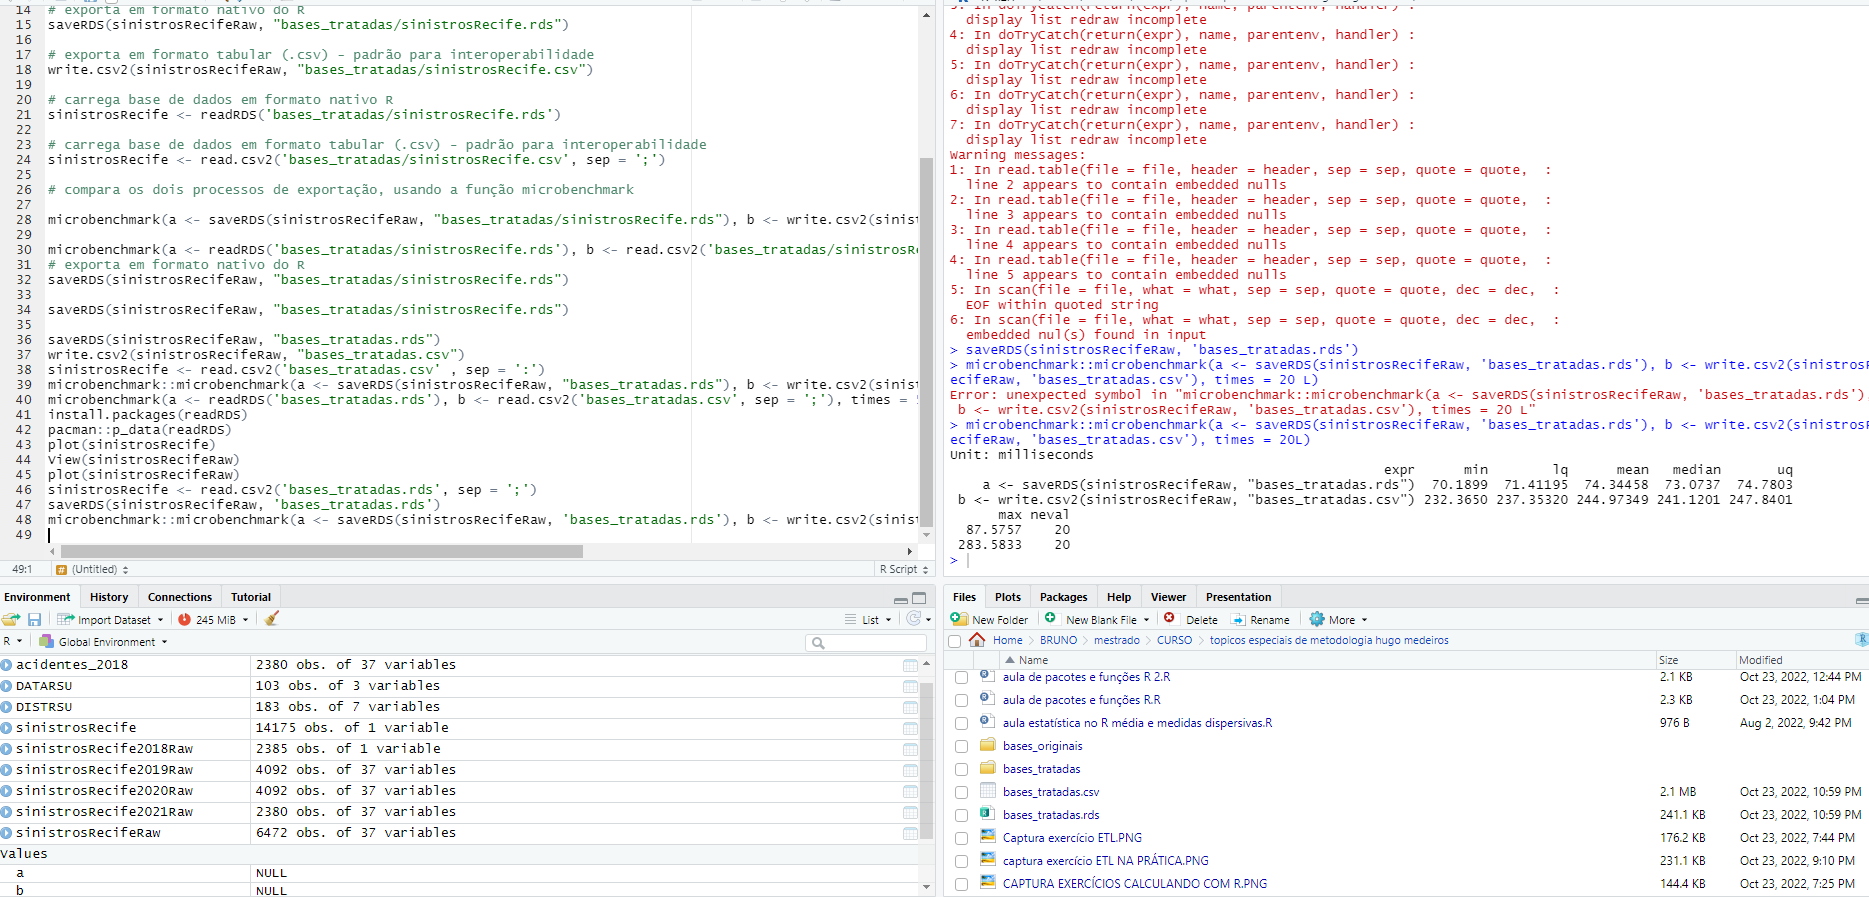 14 # exporta em formato nativo do R
15 saveRDS(sinistrosRecifeRaw, "bases_tratadas/sinistrosRecife.rds")
16
17 # exporta em formato tabular (.csv) - padrão para interoperabilidade
18 write.csv2(sinistrosRecifeRaw, "bases_tratadas/sinistrosRecife.csv")
19
20 # carrega base de dados em formato nativo R
21 sinistrosRecife <- readRDS('bases_tratadas/sinistrosRecife.rds')
22
23 # carrega base de dados em formato tabular (.csv) - padrão para interoperabilidade
24 sinistrosRecife <- read.csv2('bases_tratadas/sinistrosRecife.csv', sep = ';')
25
26 # compara os dois processos de exportação, usando a função microbenchmark
27
28 microbenchmark(a <- saveRDS(sinistrosRecifeRaw, "bases_tratadas/sinistrosRecife.rds"), b <- write.csv2(sinist
29
30 microbenchmark(a <- readRDS('bases_tratadas/sinistrosRecife.rds'), b <- read.csv2('bases_tratadas/sinistrosRe
31 # exporta em formato nativo do R
32 saveRDS(sinistrosRecifeRaw, "bases_tratadas/sinistrosRecife.rds")
33
34 saveRDS(sinistrosRecifeRaw, "bases_tratadas/sinistrosRecife.rds")
35
36 saveRDS(sinistrosRecifeRaw, "bases_tratadas.rds")
37 write.csv2(sinistrosRecifeRaw, "bases_tratadas.csv")
38 sinistrosRecife <- read.csv2('bases_tratadas.csv' , sep = ':')
39 microbenchmark::microbenchmark(a <- saveRDS(sinistrosRecifeRaw, "bases_tratadas.rds"), b <- write.csv2(sinist
40 microbenchmark(a <- readRDS('bases_tratadas.rds'), b <- read.csv2('bases_tratadas.csv', sep = ';'), times =
41 install.packages(readRDS)
42 pacman::p_data(readRDS)
43 plot(sinistrosRecife)
44 View(sinistrosRecifeRaw)
45 plot(sinistrosRecifeRaw)
46 sinistrosRecife <- read.csv2('bases_tratadas.rds', sep = ';')
47 saveRDS(sinistrosRecifeRaw, 'bases_tratadas.rds')
48 microbenchmark::microbenchmark(a <- saveRDS(sinistrosRecifeRaw, 'bases_tratadas.rds'), b <- write.csv2(sinist
49
49:1 (Untitled) R Script
3: In doTryCatch(return(expr), name, parentenv, handler) :
display list redraw incomplete
4: In doTryCatch(return(expr), name, parentenv, handler) :
display list redraw incomplete
5: In doTryCatch(return(expr), name, parentenv, handler) :
display list redraw incomplete
6: In doTryCatch(return(expr), name, parentenv, handler) :
display list redraw incomplete
7: In doTryCatch(return(expr), name, parentenv, handler) :
display list redraw incomplete
Warning messages:
1: In read.table(file = file, header = header, sep = sep, quote = quote,  :
line 2 appears to contain embedded nulls
2: In read.table(file = file, header = header, sep = sep, quote = quote,  :
line 3 appears to contain embedded nulls
3: In read.table(file = file, header = header, sep = sep, quote = quote,  :
line 4 appears to contain embedded nulls
4: In read.table(file = file, header = header, sep = sep, quote = quote,  :
line 5 appears to contain embedded nulls
5: In scan(file = file, what = what, sep = sep, quote = quote, dec = dec,  :
EOF within quoted string
6: In scan(file = file, what = what, sep = sep, quote = quote, dec = dec,  :
embedded nul(s) found in input
> saveRDS(sinistrosRecifeRaw, 'bases_tratadas.rds')
> microbenchmark::microbenchmark(a <- saveRDS(sinistrosRecifeRaw, 'bases_tratadas.rds'), b <- write.csv2(sinistrosR
ecifeRaw, 'bases_tratadas.csv'), times = 20 L)
Error: unexpected symbol in "microbenchmark::microbenchmark(a <- saveRDS(sinistrosRecifeRaw, 'bases_tratadas.rds'),
b <- write.csv2(sinistrosRecifeRaw, 'bases_tratadas.csv'), times = 20 L"
> microbenchmark::microbenchmark(a <- saveRDS(sinistrosRecifeRaw, 'bases_tratadas.rds'), b <- write.csv2(sinistrosR
ecifeRaw, 'bases_tratadas.csv'), times = 20L)
Unit: milliseconds
expr min lq mean median uq
a <- saveRDS(sinistrosRecifeRaw, "bases_tratadas.rds") 70.1899 71.41195 74.34458 73.0737 74.7803
b <- write.csv2(sinistrosRecifeRaw, "bases_tratadas.csv") 232.3650 237.35320 244.97349 241.1201 247.8401
max neval
87.5757 20
283.5833 20
>
Environment History Connections Tutorial
Import Dataset 245 MiB List
R Global Environment
acidentes_2018 2380 obs. of 37 variables
DATARSU 103 obs. of 3 variables
DISTRSU 183 obs. of 7 variables
sinistrosRecife 14175 obs. of 1 variable
sinistrosRecife2018Raw 2385 obs. of 1 variable
sinistrosRecife2019Raw 4092 obs. of 37 variables
sinistrosRecife2020Raw 4092 obs. of 37 variables
sinistrosRecife2021Raw 2380 obs. of 37 variables
sinistrosRecifeRaw 6472 obs. of 37 variables
Values
a NULL
b NULL
Files Plots Packages Help Viewer Presentation
New Folder New Blank File Delete Rename More
Home BRUNO mestrado CURSO topicos especiais de metodologia hugo medeiros
Name Size Modified
aula de pacotes e funções R 2.R 2.1 KB Oct 23, 2022, 12:44 PM
aula de pacotes e funções R.R 2.3 KB Oct 23, 2022, 1:04 PM
aula estatística no R média e medidas dispersivas.R 976 B Aug 2, 2022, 9:42 PM
bases_originais
bases_tratadas
bases_tratadas.csv 2.1 MB Oct 23, 2022, 10:59 PM
bases_tratadas.rds 241.1 KB Oct 23, 2022, 10:59 PM
Captura exercício ETL.PNG 176.2 KB Oct 23, 2022, 7:44 PM
captura exercício ETL NA PRÁTICA.PNG 231.1 KB Oct 23, 2022, 9:10 PM
CAPTURA EXERCÍCIOS CALCULANDO COM R.PNG 144.4 KB Oct 23, 2022, 7:25 PM